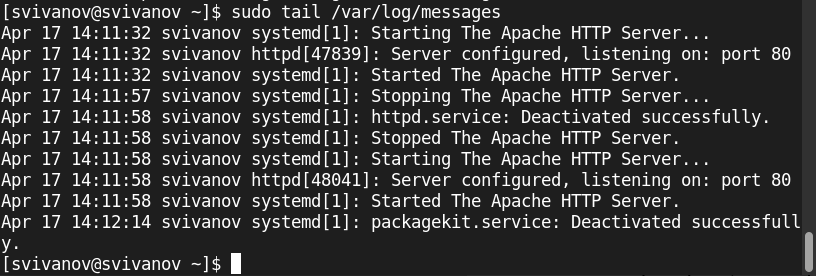 [svivanov@svivanov ~]$ sudo tail /var/log/messages
Apr 17 14:11:32 svivanov systemd[1]: Starting The Apache HTTP Server...
Apr 17 14:11:32 svivanov httpd[47839]: Server configured, listening on: port 80
Apr 17 14:11:32 svivanov systemd[1]: Started The Apache HTTP Server.
Apr 17 14:11:57 svivanov systemd[1]: Stopping The Apache HTTP Server...
Apr 17 14:11:58 svivanov systemd[1]: httpd.service: Deactivated successfully.
Apr 17 14:11:58 svivanov systemd[1]: Stopped The Apache HTTP Server.
Apr 17 14:11:58 svivanov systemd[1]: Starting The Apache HTTP Server...
Apr 17 14:11:58 svivanov httpd[48041]: Server configured, listening on: port 80
Apr 17 14:11:58 svivanov systemd[1]: Started The Apache HTTP Server.
Apr 17 14:12:14 svivanov systemd[1]: packagekit.service: Deactivated successfull
y.
[svivanov@svivanov ~]$